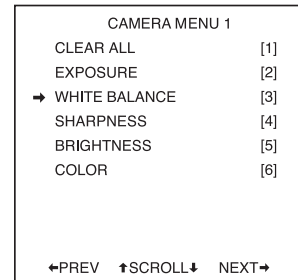 CAMERA MENU 1
CLEAR ALL [1]
EXPOSURE [2]
➡ WHITE BALANCE [3]
SHARPNESS [4]
BRIGHTNESS [5]
COLOR [6]
⬅PREV ⬆SCROLL⬇ NEXT➡